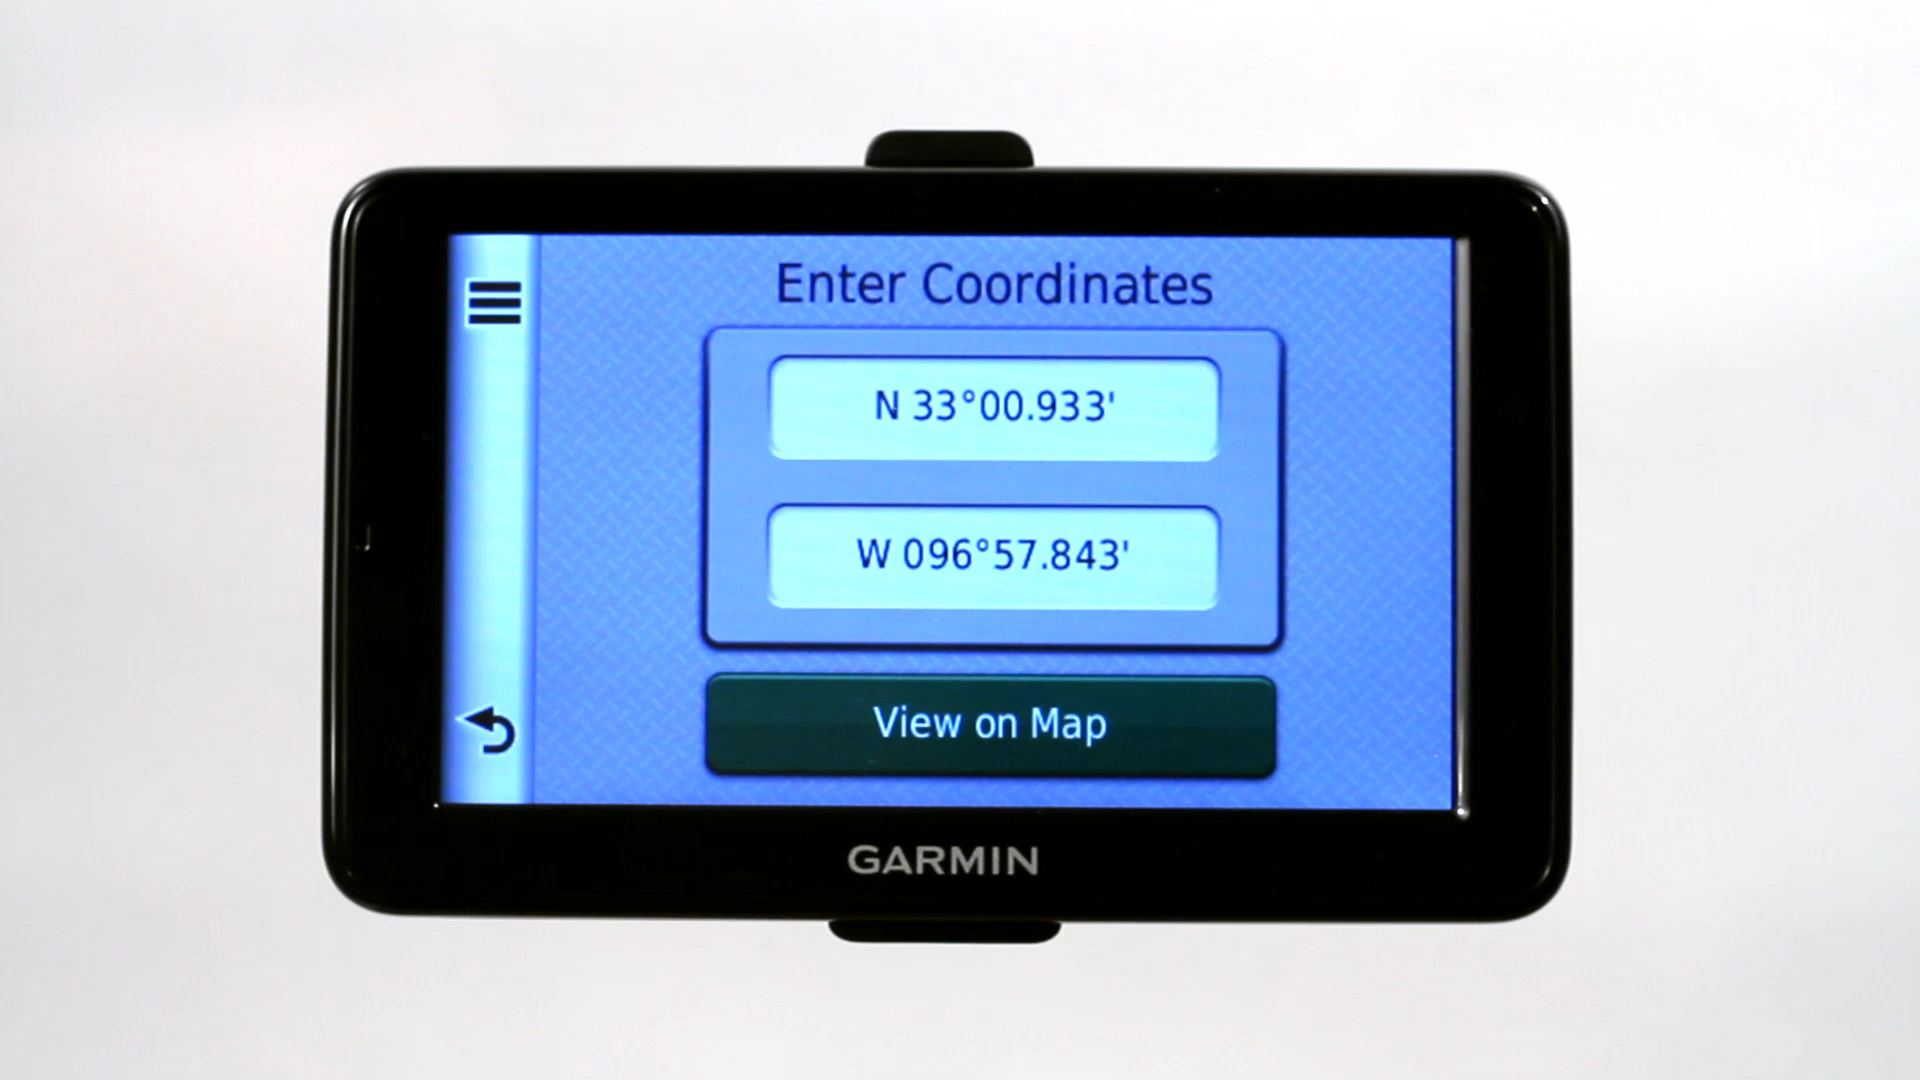 Enter Coordinates
N 33°00.933'
W 096°57.843'
View on Map
GARMIN